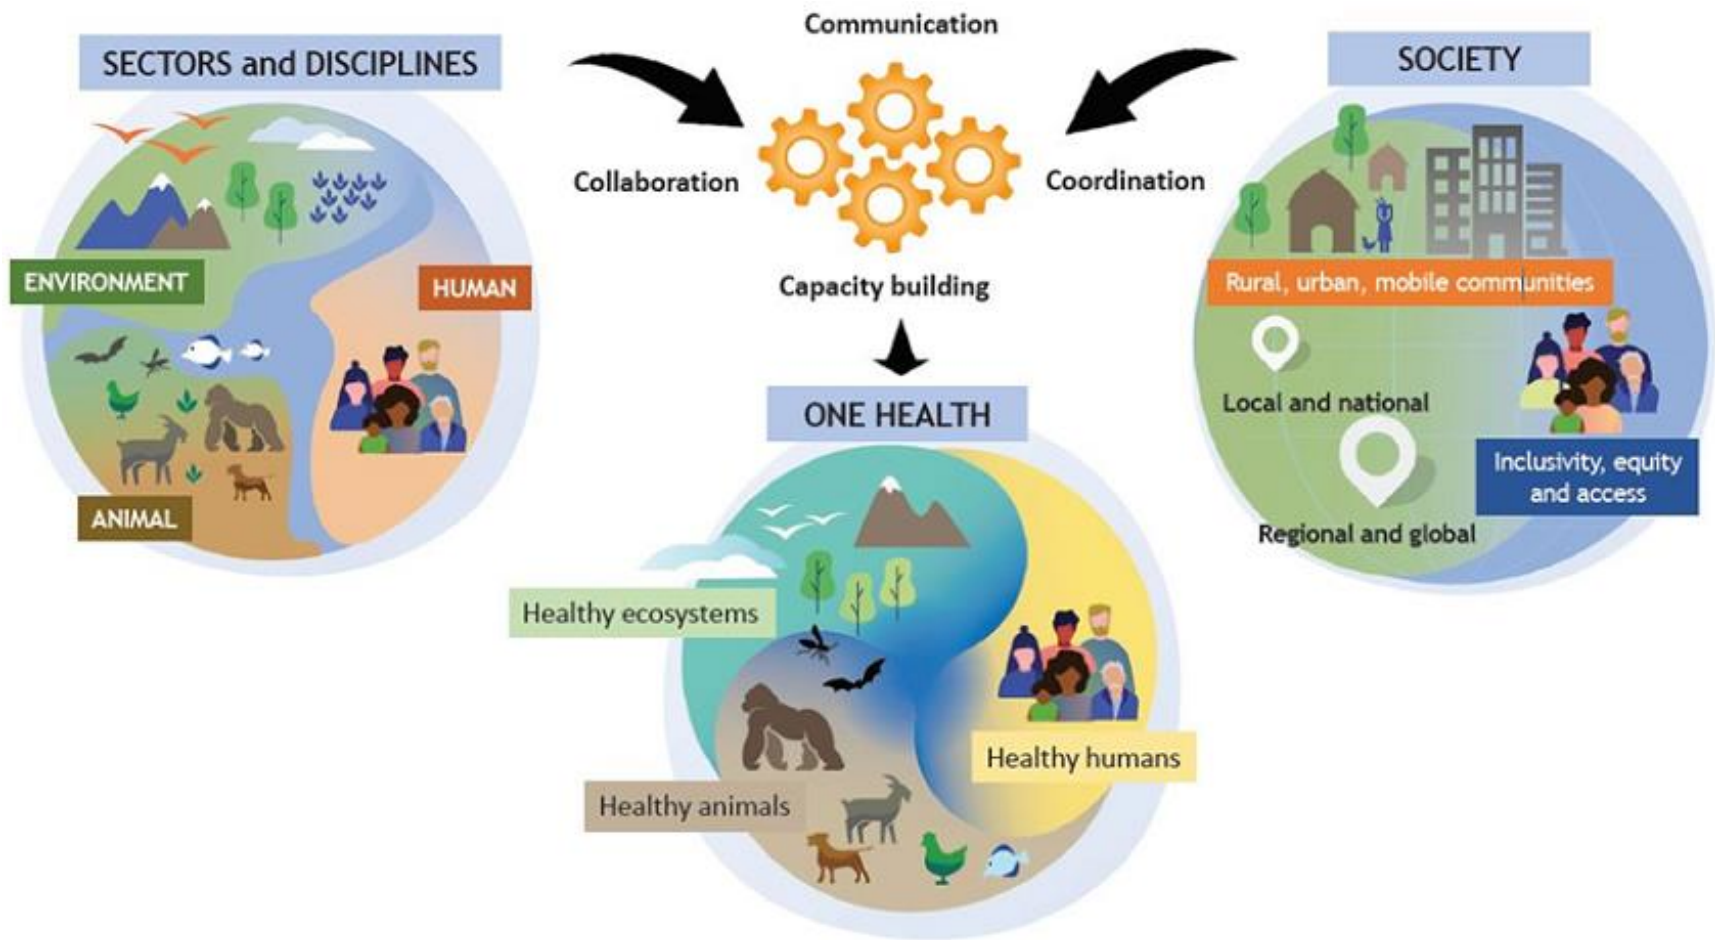 Communication
SECTORS and DISCIPLINES
SOCIETY
Collaboration
Coordination
ENVIRONMENT
HUMAN
Capacity building
Rural, urban, mobile communities
Local and national
ONE HEALTH
Inclusivity, equity
and access
ANIMAL
Regional and global
Healthy ecosystems
Healthy humans
Healthy animals